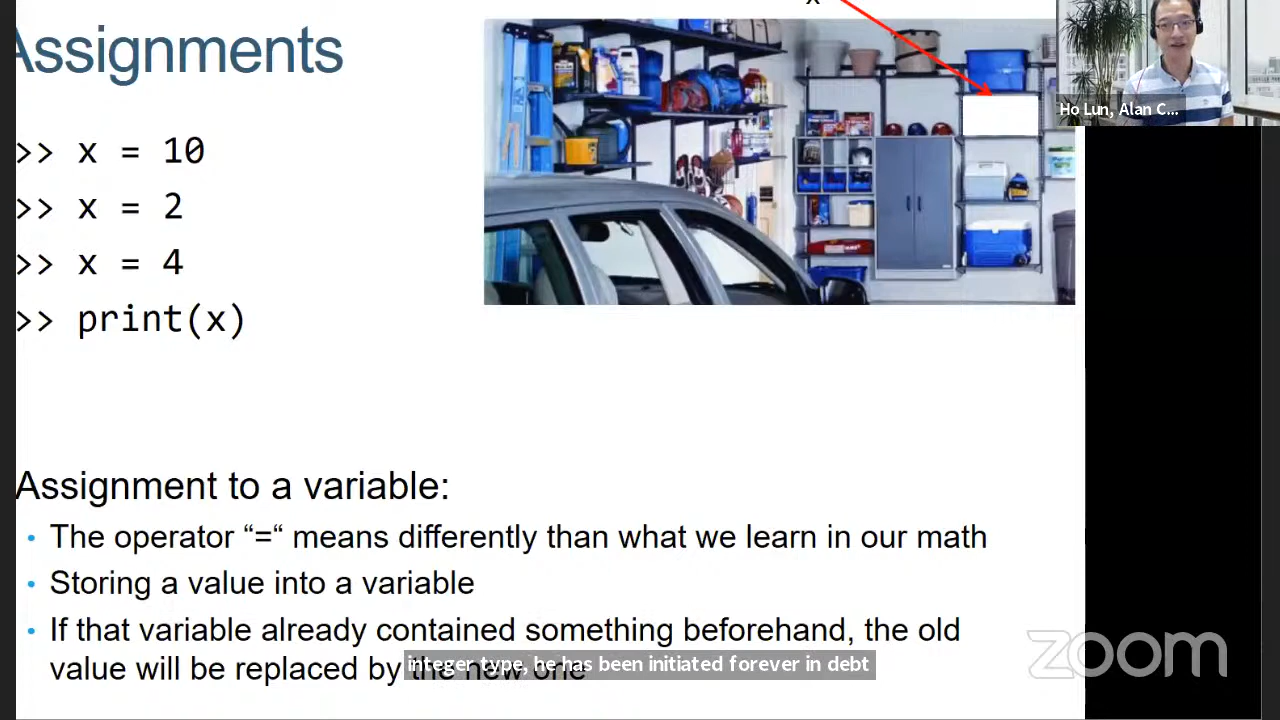 x
Assignments
Ho Lun, Alan C...
>> x = 10
>> x = 2
>> x = 4
>> print(x)
Assignment to a variable:
• The operator “=“ means differently than what we learn in our math
• Storing a value into a variable
• If that variable already contained something beforehand, the old
value will be replaced by the new one
integer type, he has been initiated forever in debt
zoom